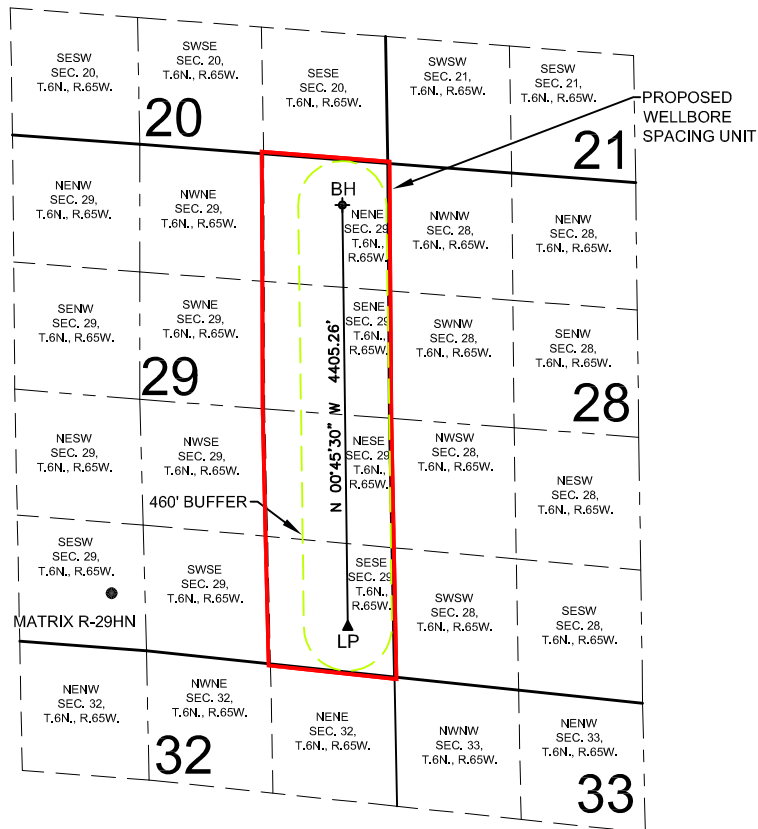 SESW
SEC. 20,
T.6N., R.65W.
SWSE
SEC. 20,
T.6N., R.65W.
SESE
SEC. 20,
T.6N., R.65W.
SWSW
SEC. 21,
T.6N., R.65W.
SESW
SEC. 21,
T.6N., R.65W.
20
21
PROPOSED
WELLBORE
SPACING UNIT
NENW
SEC. 29,
T.6N., R.65W.
NWNE
SEC. 29,
T.6N., R.65W.
BH
NENE
SEC. 29
T.6N.,
R.65W.
NWNW
SEC. 28,
T.6N., R.65W.
NENW
SEC. 28,
T.6N., R.65W.
SENW
SEC. 29,
T.6N., R.65W.
SWNE
SEC. 29,
T.6N., R.65W.
SENE
SEC. 29
T.6N.,
R.65W.
SWNW
SEC. 28,
T.6N., R.65W.
SENW
SEC. 28,
T.6N., R.65W.
29
N 00°45'30" W 4405.26'
28
NESW
SEC. 29,
T.6N., R.65W.
NWSE
SEC. 29,
T.6N., R.65W.
NESE
SEC. 29
T.6N.,
R.65W.
NWSW
SEC. 28,
T.6N., R.65W.
NESW
SEC. 28,
T.6N., R.65W.
460' BUFFER
SESW
SEC. 29,
T.6N., R.65W.
SWSE
SEC. 29,
T.6N., R.65W.
SESE
SEC. 29
T.6N.,
R.65W.
SWSW
SEC. 28,
T.6N., R.65W.
SESW
SEC. 28,
T.6N., R.65W.
MATRIX R-29HN
LP
NENW
SEC. 32,
T.6N., R.65W.
NWNE
SEC. 32,
T.6N., R.65W.
NENE
SEC. 32,
T.6N., R.65W.
NWNW
SEC. 33,
T.6N., R.65W.
NENW
SEC. 33,
T.6N., R.65W.
32
33